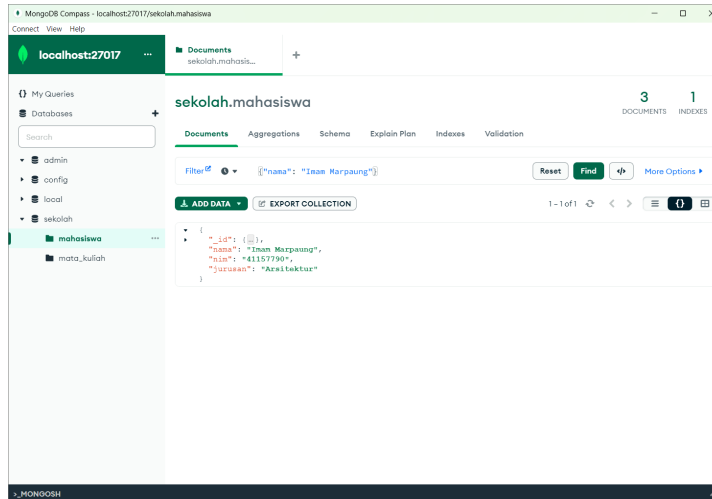 MongoDB Compass - localhost:27017/sekolah.mahasiswa
Connect View Help
localhost:27017 ...
Documents
sekolah.mahasis...
+
{} My Queries
Databases +
Search
admin
config
local
sekolah
mahasiswa ...
mata_kuliah
sekolah.mahasiswa
3
DOCUMENTS
1
INDEXES
Documents Aggregations Schema Explain Plan Indexes Validation
Filter {"nama": "Imam Marpaung"} Reset Find </> More Options
ADD DATA EXPORT COLLECTION 1 – 1 of 1 {}
{
"_id": {...},
"nama": "Imam Marpaung",
"nim": "41157790",
"jurusan": "Arsitektur"
}
>_MONGOSH